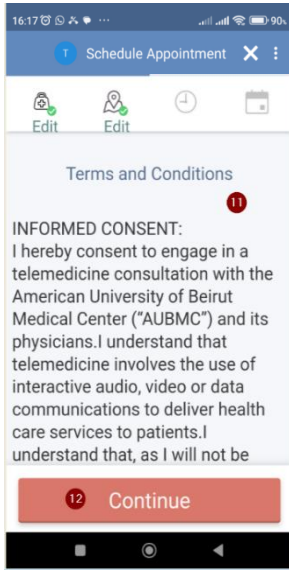 16:17 ... 90%
T Schedule Appointment
Edit Edit
Terms and Conditions
11
INFORMED CONSENT:
I hereby consent to engage in a
telemedicine consultation with the
American University of Beirut
Medical Center (“AUBMC”) and its
physicians.I understand that
telemedicine involves the use of
interactive audio, video or data
communications to deliver health
care services to patients.I
understand that, as I will not be
12 Continue